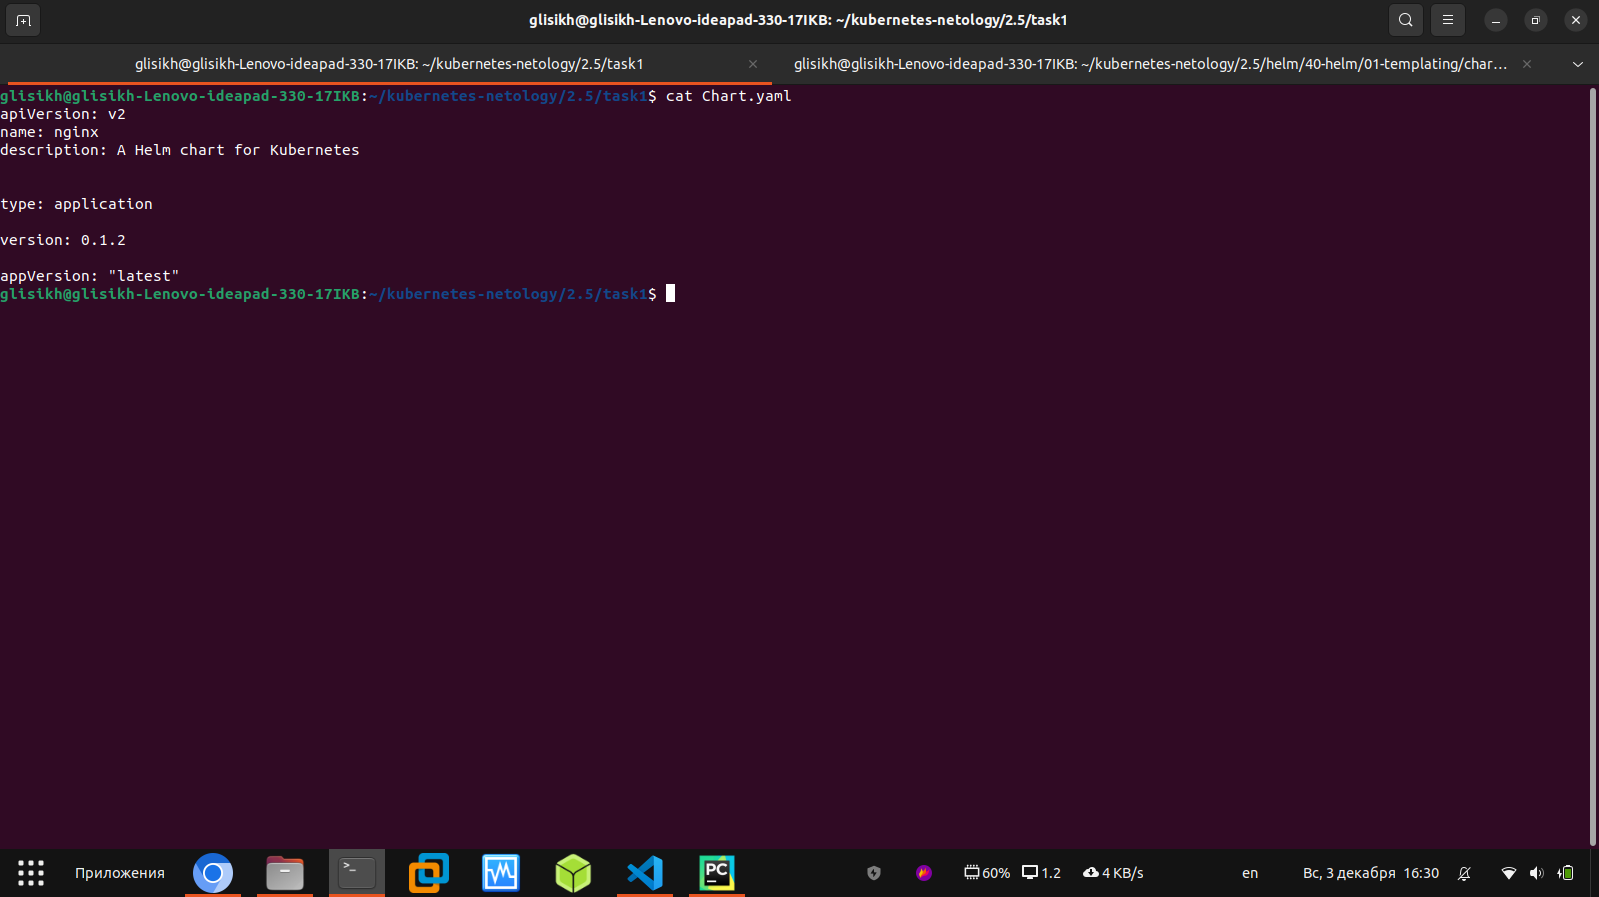 glisikh@glisikh-Lenovo-ideapad-330-17IKB: ~/kubernetes-netology/2.5/task1
glisikh@glisikh-Lenovo-ideapad-330-17IKB: ~/kubernetes-netology/2.5/task1
glisikh@glisikh-Lenovo-ideapad-330-17IKB: ~/kubernetes-netology/2.5/helm/40-helm/01-templating/char...
glisikh@glisikh-Lenovo-ideapad-330-17IKB:~/kubernetes-netology/2.5/task1$ cat Chart.yaml
apiVersion: v2
name: nginx
description: A Helm chart for Kubernetes
type: application
version: 0.1.2
appVersion: "latest"
glisikh@glisikh-Lenovo-ideapad-330-17IKB:~/kubernetes-netology/2.5/task1$
Приложения
>_
PC
60% 1.2 4 KB/s
en
Вс, 3 декабря 16:30